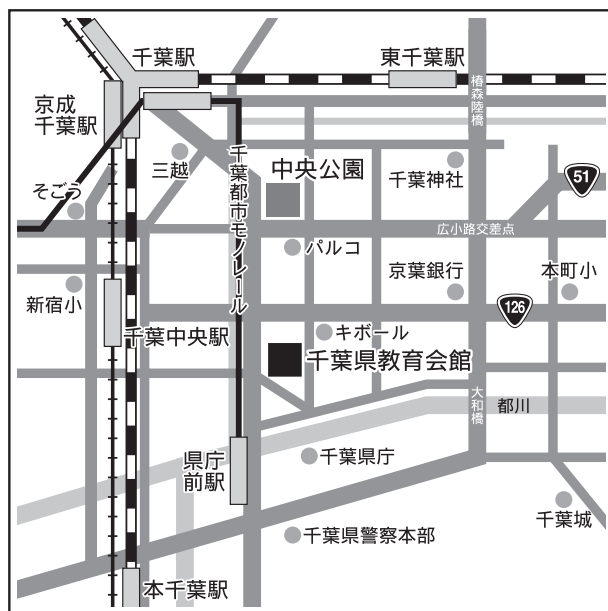 千葉駅
東千葉駅
京成
千葉駅
椿森陸橋
三越
千葉都市モノレール
中央公園
千葉神社
51
そごう
広小路交差点
パルコ
京葉銀行
本町小
新宿小
126
千葉中央駅
キボール
千葉県教育会館
大和橋
都川
県庁
前駅
千葉県庁
千葉城
千葉県警察本部
本千葉駅